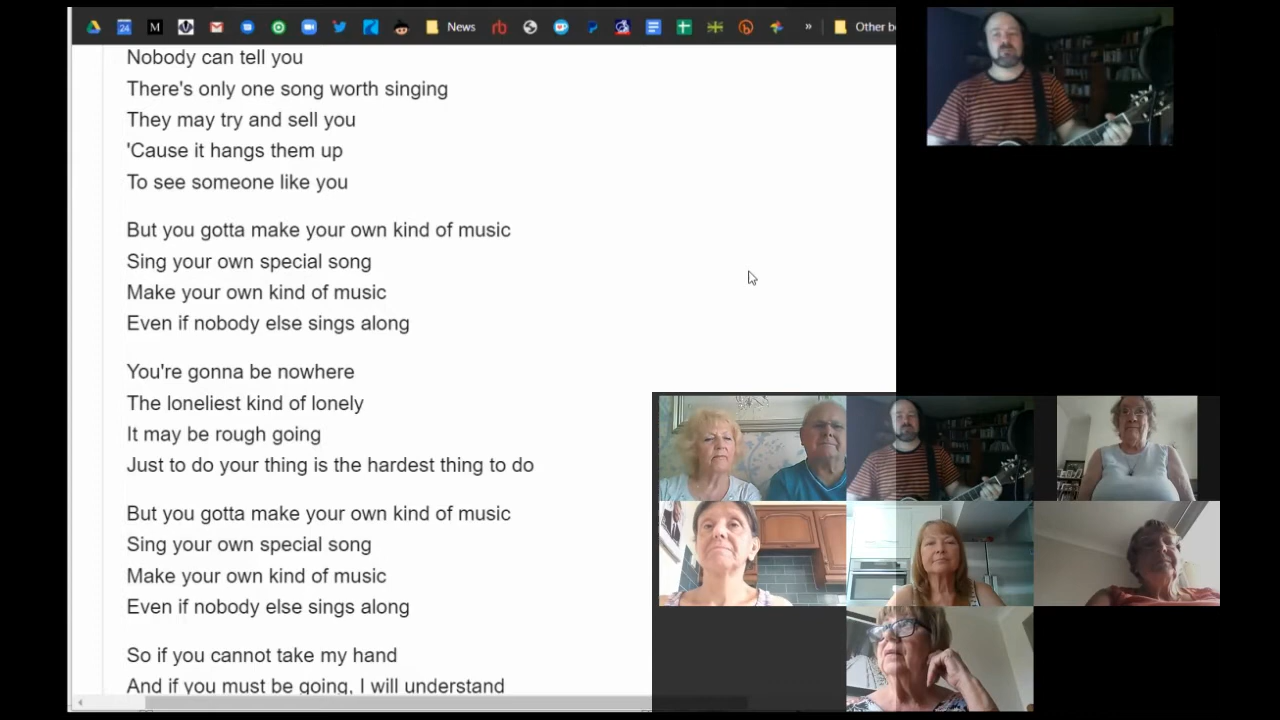 24
M
News
rb
»
Other b
Nobody can tell you
There's only one song worth singing
They may try and sell you
'Cause it hangs them up
To see someone like you
But you gotta make your own kind of music
Sing your own special song
Make your own kind of music
Even if nobody else sings along
You're gonna be nowhere
The loneliest kind of lonely
It may be rough going
Just to do your thing is the hardest thing to do
But you gotta make your own kind of music
Sing your own special song
Make your own kind of music
Even if nobody else sings along
So if you cannot take my hand
And if you must be going, I will understand